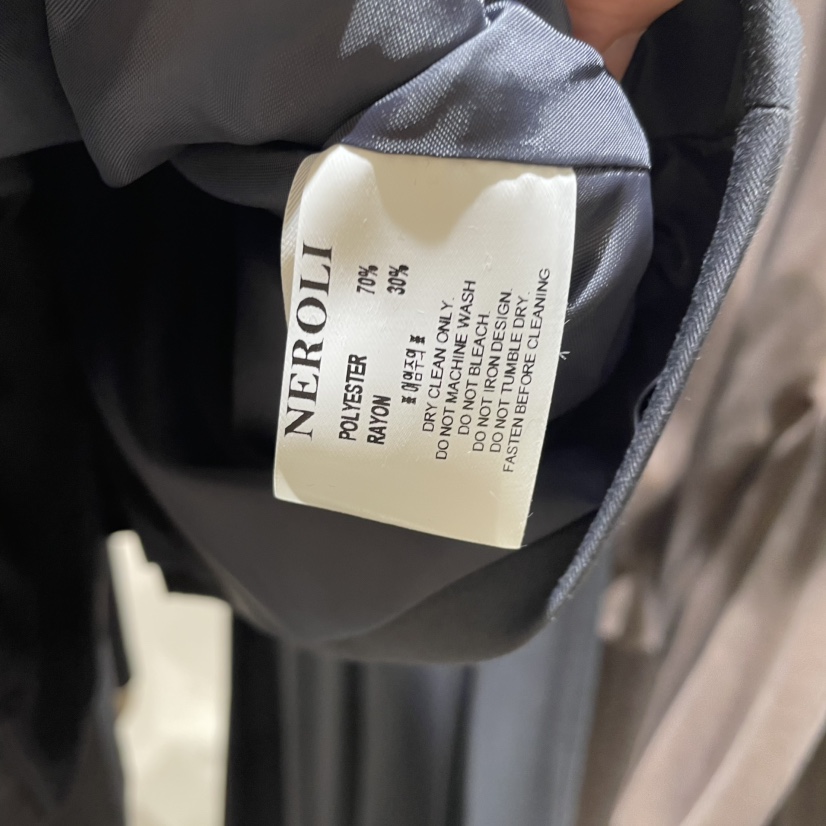 NEROLI
POLYESTER 70%
RAYON 30%
※이염주의※
DRY CLEAN ONLY.
DO NOT MACHINE WASH
DO NOT BLEACH.
DO NOT IRON DESIGN.
DO NOT TUMBLE DRY.
FASTEN BEFORE CLEANING